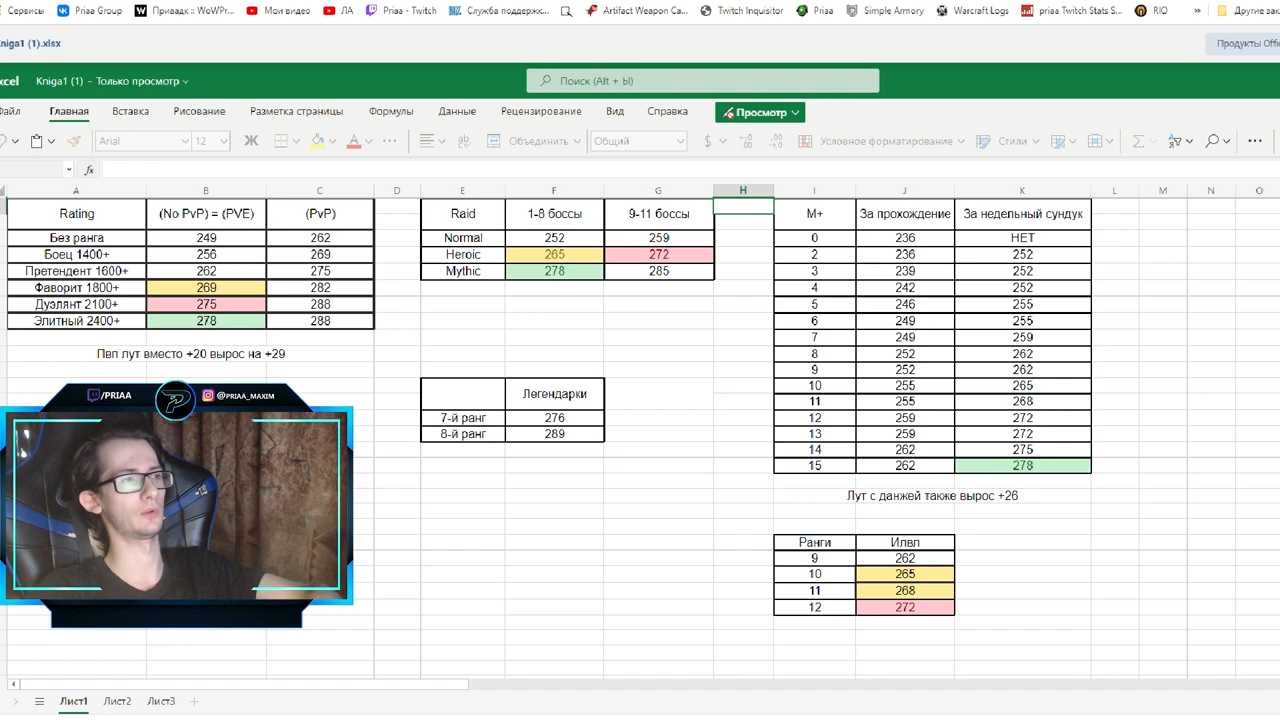 Сервисы Priaa Group Приаадк :: WoWPr... Мои видео ЛА Priaa - Twitch Служба поддержк... Artifact Weapon Ca... Twitch Inquisitor Priaa Simple Armory Warcraft Logs priaa Twitch Stats S... RIO » Другие зак
niga1 (1).xlsx Продукты Offi
xcel Kniga1 (1) - Только просмотр Поиск (Alt + Ы)
Файл Главная Вставка Рисование Разметка страницы Формулы Данные Рецензирование Вид Справка Просмотр
Arial 12 Ж А ... ab Объединить Общий $ Условное форматирование Стили Σ ...
fx
A B C D E F G H I J K L M N O
Rating (No PvP) = (PVE) (PvP) Raid 1-8 боссы 9-11 боссы М+ За прохождение За недельный сундук
Без ранга 249 262 Normal 252 259 0 236 НЕТ
Боец 1400+ 256 269 Heroic 265 272 2 236 252
Претендент 1600+ 262 275 Mythic 278 285 3 239 252
Фаворит 1800+ 269 282 4 242 252
Дуэлянт 2100+ 275 288 5 246 255
Элитный 2400+ 278 288 6 249 255
7 249 259
Пвп лут вместо +20 вырос на +29 8 252 262
9 252 262
10 255 265
/PRIAA @PRIAA_MAXIM Легендарки 11 255 268
7-й ранг 276 12 259 272
8-й ранг 289 13 259 272
14 262 275
15 262 278
Лут с данжей также вырос +26
Ранги Илвл
9 262
10 265
11 268
12 272
Лист1 Лист2 Лист3 +